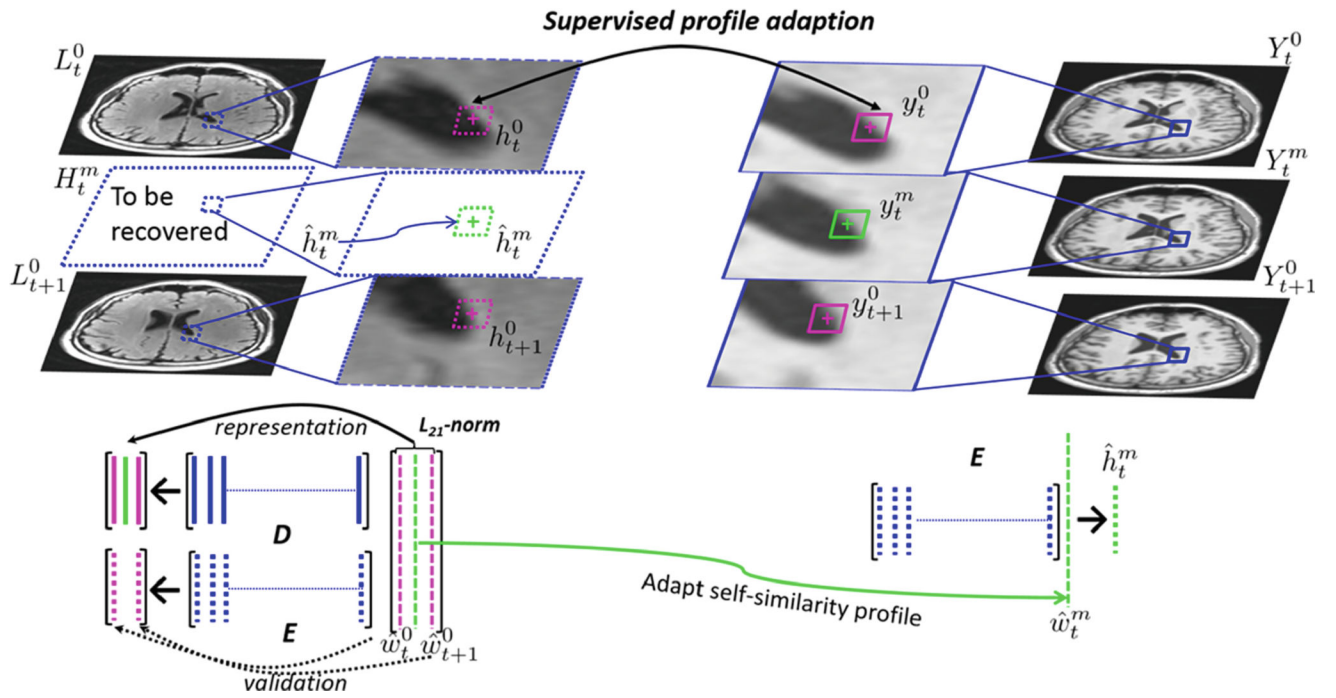 Supervised profile adaption
L_t^0
h_t^0
y_t^0
Y_t^0
H_t^m
To be
recovered
ĥ_t^m
ĥ_t^m
y_t^m
Y_t^m
L_{t+1}^0
h_{t+1}^0
y_{t+1}^0
Y_{t+1}^0
representation
L₂₁-norm
D
E
ŵ_t^0
ŵ_{t+1}^0
validation
E
ĥ_t^m
Adapt self-similarity profile
ŵ_t^m